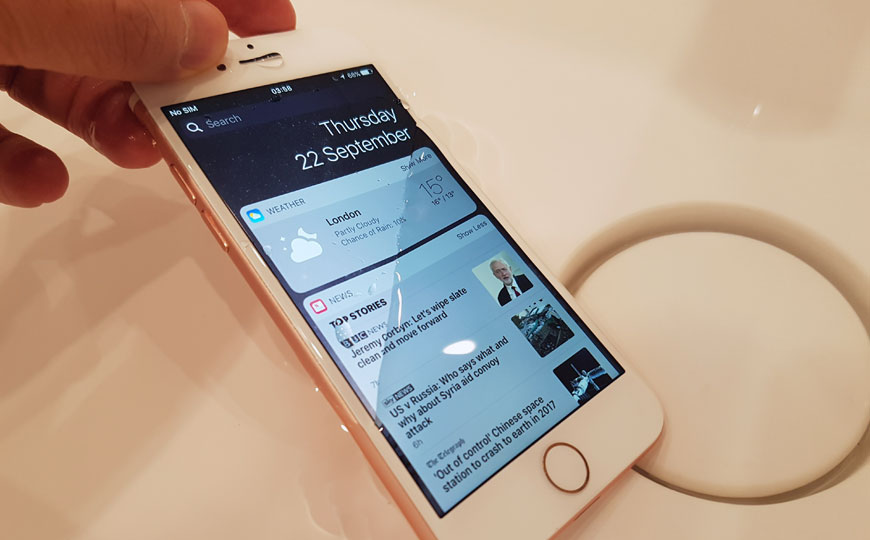 No SIM 03:58 66%
Search
Thursday
22 September
WEATHER Show More
London 15°
Partly Cloudy 16° / 13°
Chance of Rain: 10%
NEWS Show Less
TOP STORIES
BBC NEWS
Jeremy Corbyn: Let's wipe slate
clean and move forward
sky NEWS
US v Russia: Who says what and
why about Syria aid convoy
attack
6h
The Telegraph
'Out of control' Chinese space
station to crash to earth in 2017